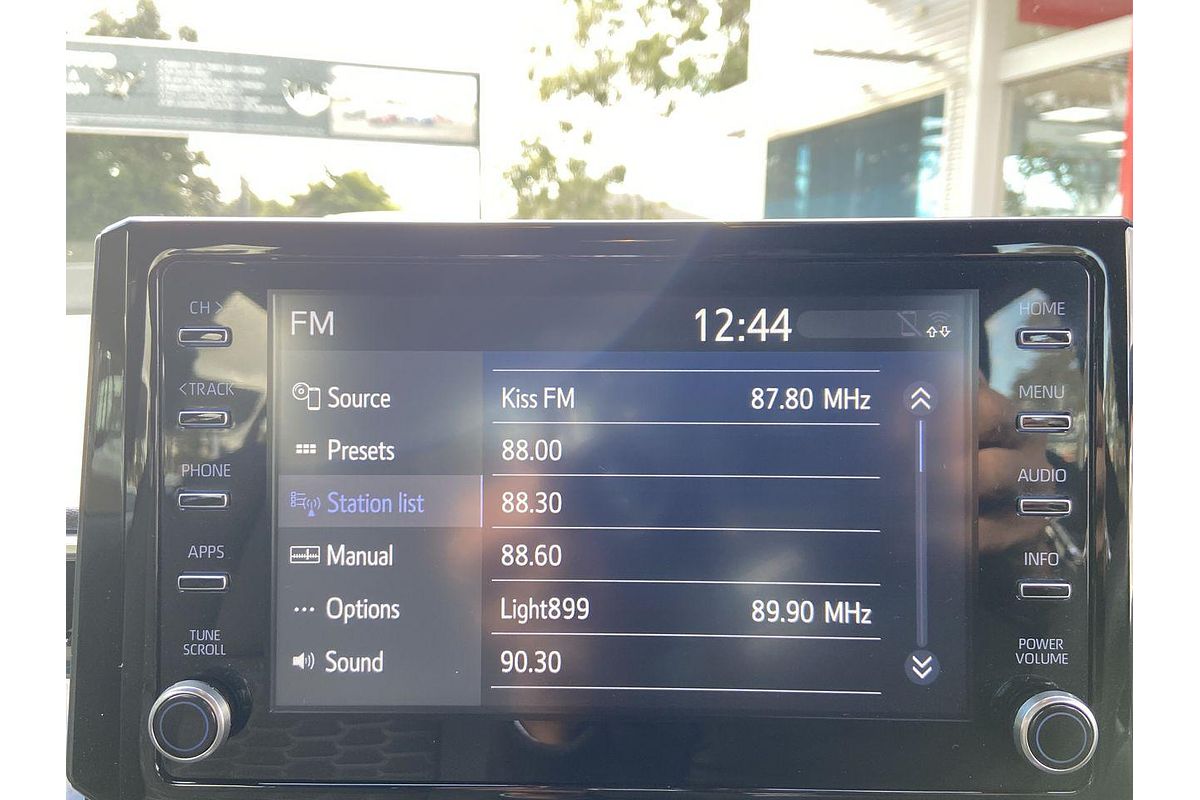 FM
12:44
CH >
<TRACK
PHONE
APPS
TUNE
SCROLL
Source
Presets
Station list
Manual
Options
Sound
Kiss FM 87.80 MHz
88.00
88.30
88.60
Light899 89.90 MHz
90.30
HOME
MENU
AUDIO
INFO
POWER
VOLUME